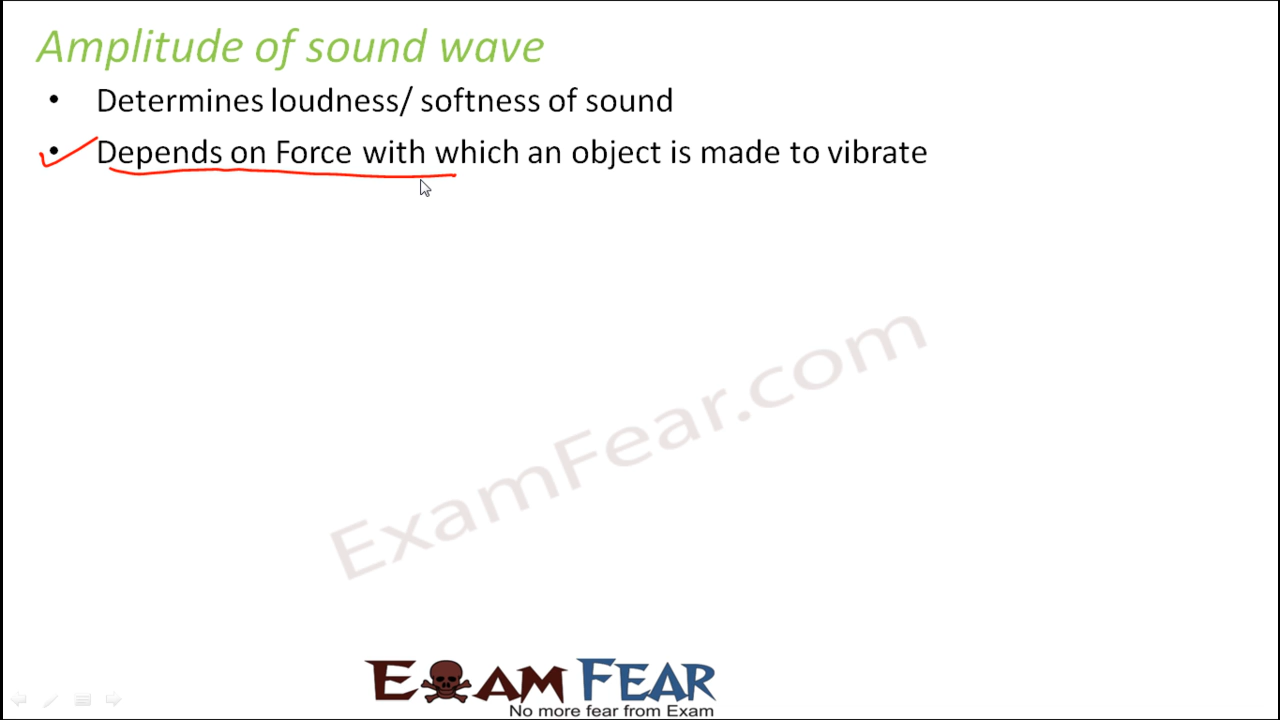 Amplitude of sound wave
• Determines loudness/ softness of sound
• Depends on Force with which an object is made to vibrate
ExamFear.com
EXAM FEAR
No more fear from Exam